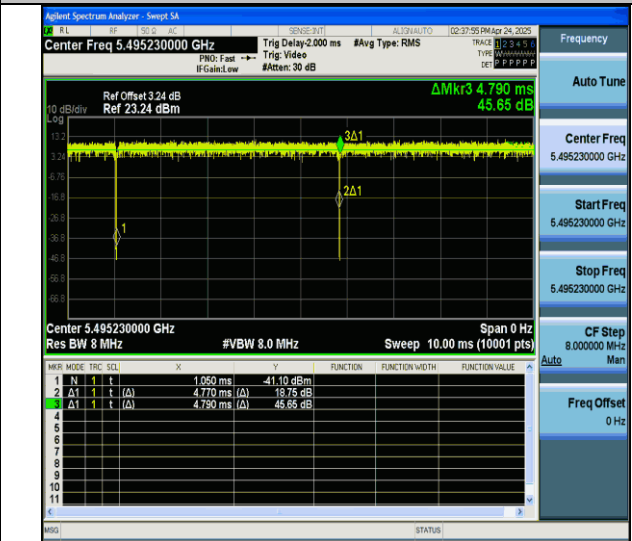 Agilent Spectrum Analyzer - Swept SA
RL RF 50 Ω AC SENSE:INT ALIGNAUTO 02:37:55 PM Apr 24, 2025
Center Freq 5.495230000 GHz
PNO: Fast
IFGain:Low
Trig Delay-2.000 ms
Trig: Video
#Atten: 30 dB
#Avg Type: RMS
TRACE 1 2 3 4 5 6
TYPE
DET P P P P P P
Ref Offset 3.24 dB
10 dB/div Ref 23.24 dBm
Log
ΔMkr3 4.790 ms
45.65 dB
13.2
3.24
-6.76
-16.8
-26.8
-36.8
-46.8
-56.8
-66.8
1
3Δ1
2Δ1
Center 5.495230000 GHz Span 0 Hz
Res BW 8 MHz #VBW 8.0 MHz Sweep 10.00 ms (10001 pts)
MKR MODE TRC SCL X Y FUNCTION FUNCTION WIDTH FUNCTION VALUE
1 N 1 t 1.050 ms -41.10 dBm
2 Δ1 1 t (Δ) 4.770 ms (Δ) 18.75 dB
3 Δ1 1 t (Δ) 4.790 ms (Δ) 45.65 dB
4
5
6
7
8
9
10
11
MSG STATUS
Frequency
Auto Tune
Center Freq
5.495230000 GHz
Start Freq
5.495230000 GHz
Stop Freq
5.495230000 GHz
CF Step
8.000000 MHz
Auto Man
Freq Offset
0 Hz